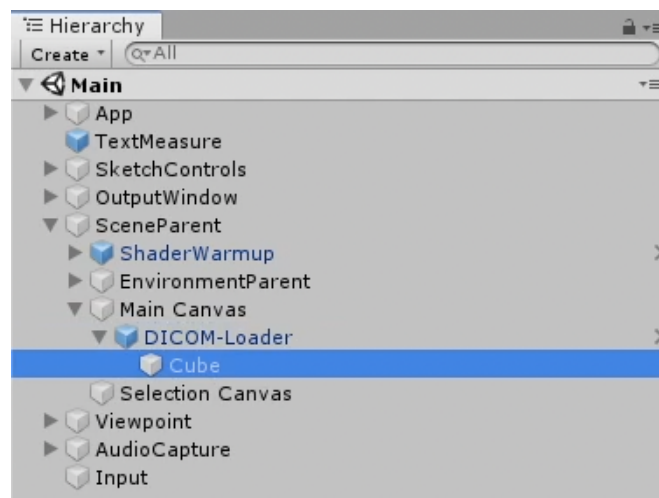 Hierarchy
Create All
Main
App
TextMeasure
SketchControls
OutputWindow
SceneParent
ShaderWarmup
EnvironmentParent
Main Canvas
DICOM-Loader
Cube
Selection Canvas
Viewpoint
AudioCapture
Input